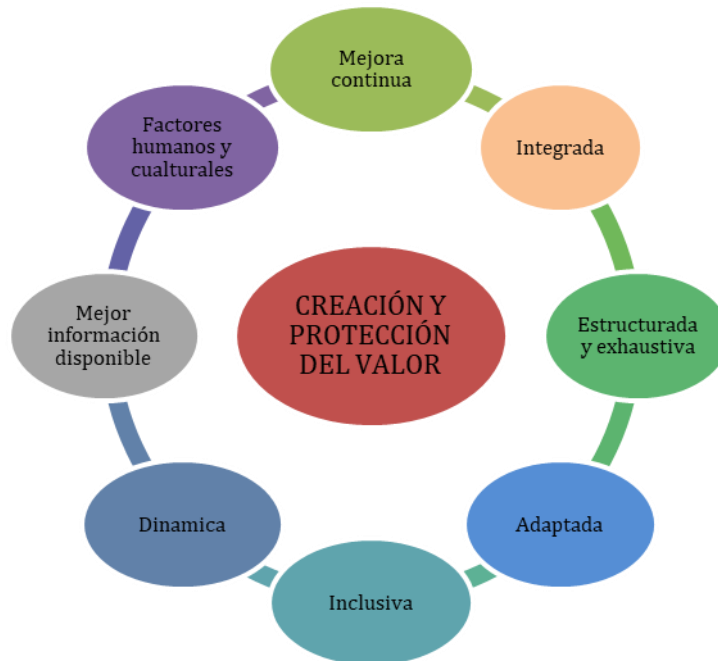 Mejora
continua
Integrada
Estructurada
y exhaustiva
Adaptada
Inclusiva
Dinamica
Mejor
información
disponible
Factores
humanos y
cualturales
CREACIÓN Y
PROTECCIÓN
DEL VALOR